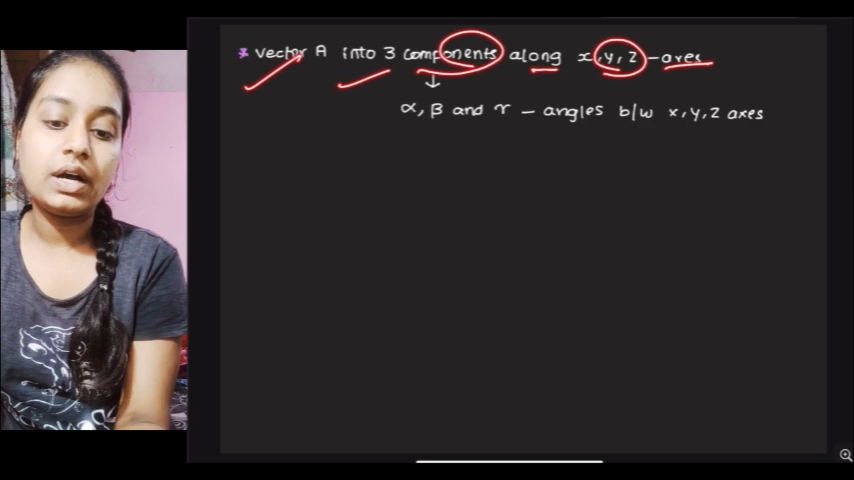 * vector A into 3 components along x, y, z - axes
α, β and r - angles b/w x, y, z axes